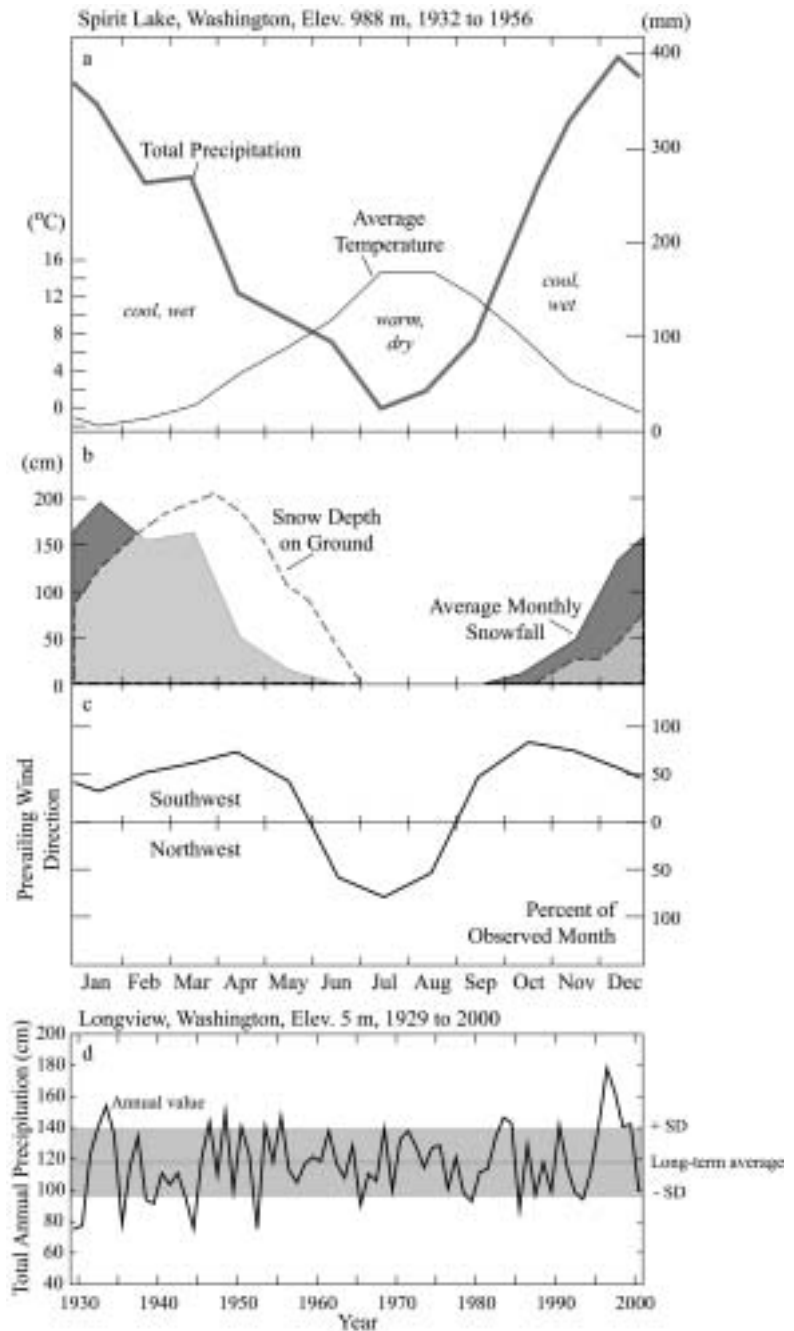 Spirit Lake, Washington, Elev. 988 m, 1932 to 1956
(mm)
a
400
Total Precipitation
300
(°C)
Average
Temperature
200
16
12
cool, wet
warm,
dry
cool,
wet
8
100
4
0
0
(cm)
b
200
Snow Depth
on Ground
150
100
Average Monthly
Snowfall
50
0
c
100
Prevailing Wind
Direction
50
Southwest
0
Northwest
50
Percent of
Observed Month
100
Jan Feb Mar Apr May Jun Jul Aug Sep Oct Nov Dec
Longview, Washington, Elev. 5 m, 1929 to 2000
Total Annual Precipitation (cm)
200
d
180
Annual value
160
140
+ SD
120
Long-term average
100
- SD
80
60
40
1930 1940 1950 1960 1970 1980 1990 2000
Year